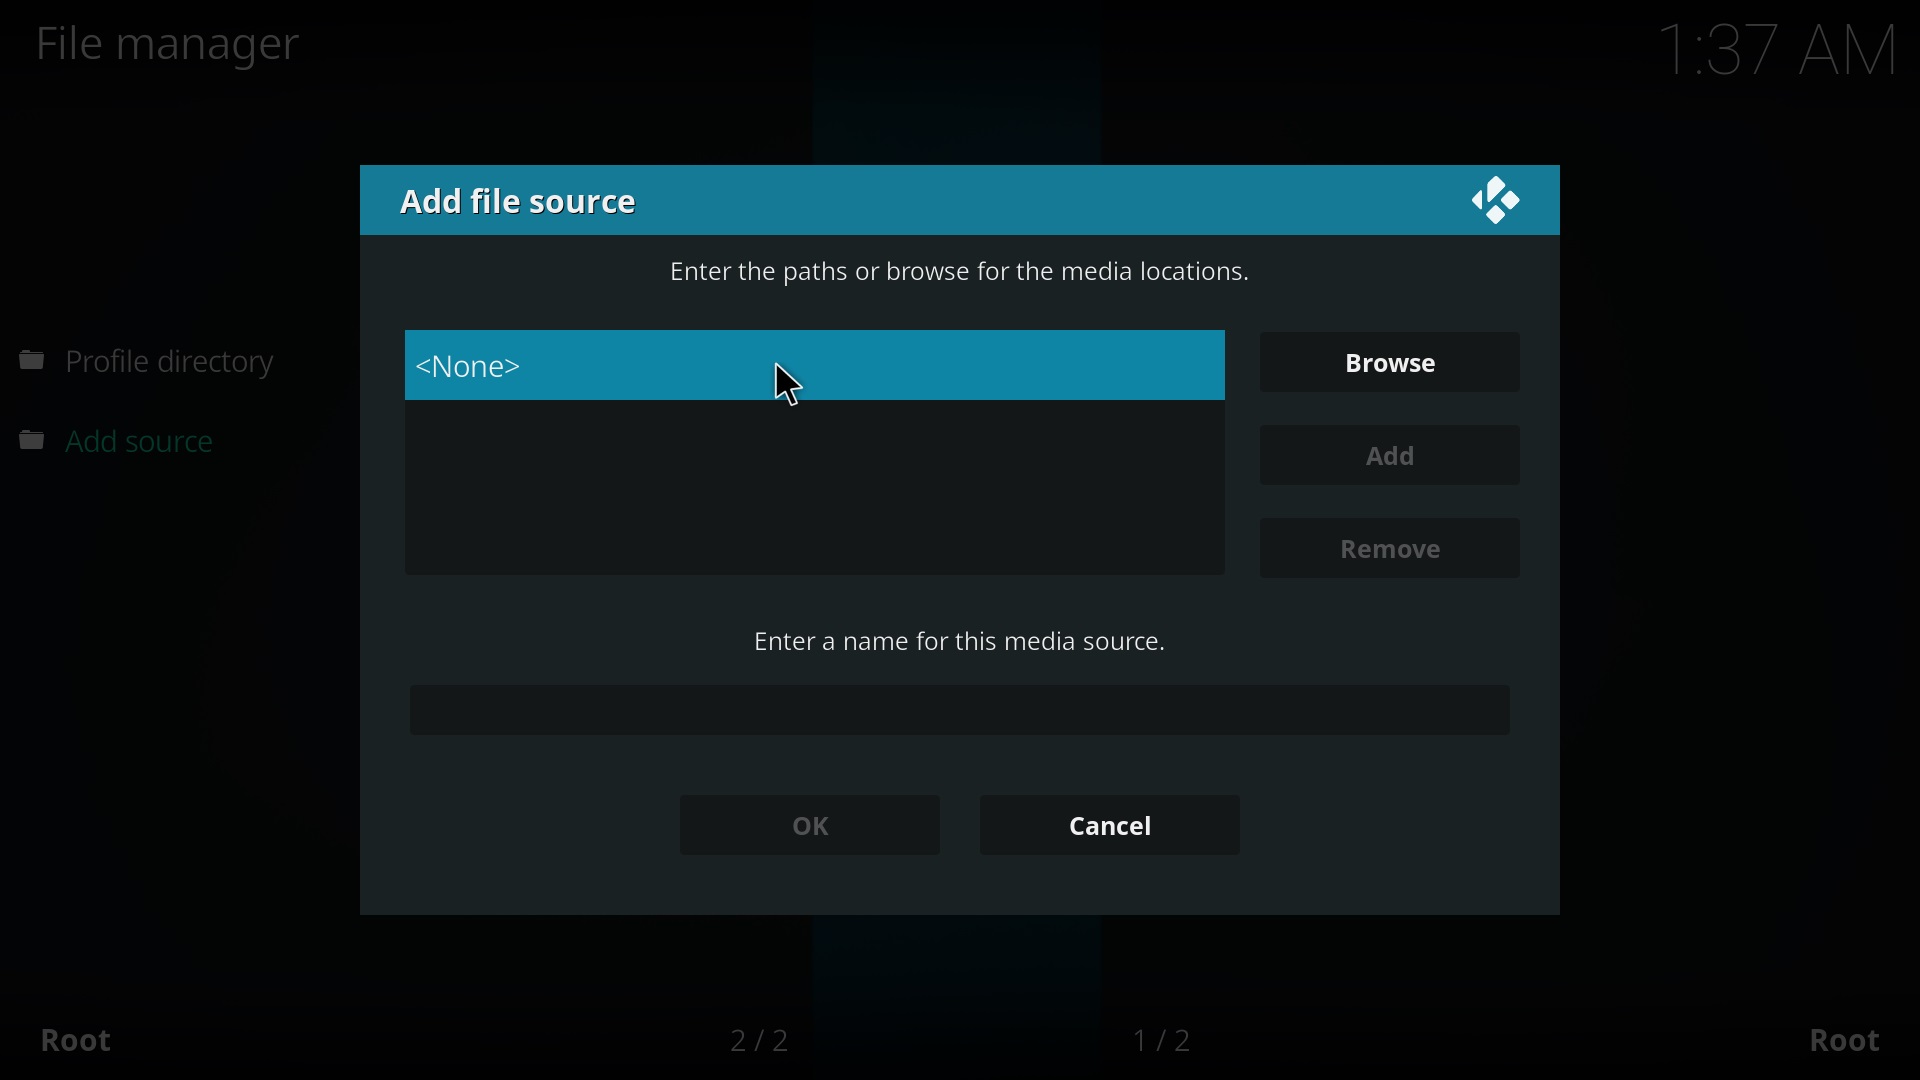 File manager
1:37 AM
Add file source
Enter the paths or browse for the media locations.
<None>
Browse
Profile directory
Add source
Add
Remove
Enter a name for this media source.
OK
Cancel
Root
2 / 2
1 / 2
Root